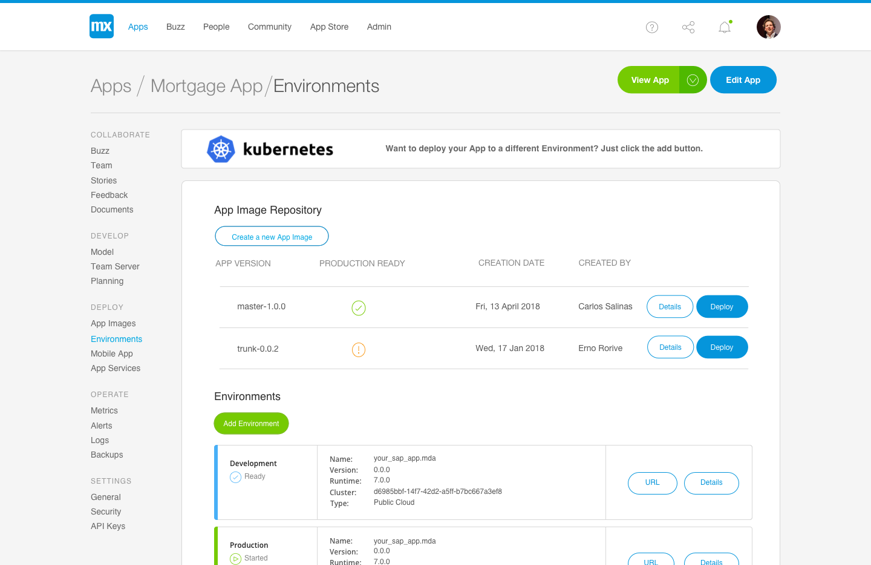 mx Apps Buzz People Community App Store Admin
Apps / Mortgage App/Environments
View App
Edit App
COLLABORATE
Buzz
Team
Stories
Feedback
Documents
DEVELOP
Model
Team Server
Planning
DEPLOY
App Images
Environments
Mobile App
App Services
OPERATE
Metrics
Alerts
Logs
Backups
SETTINGS
General
Security
API Keys
kubernetes
Want to deploy your App to a different Environment? Just click the add button.
App Image Repository
Create a new App Image
APP VERSION PRODUCTION READY CREATION DATE CREATED BY
master-1.0.0 Fri, 13 April 2018 Carlos Salinas Details Deploy
trunk-0.0.2 Wed, 17 Jan 2018 Erno Rorive Details Deploy
Environments
Add Environment
Development
Ready
Name: your_sap_app.mda
Version: 0.0.0
Runtime: 7.0.0
Cluster: d6985bbf-14f7-42d2-a5ff-b7bc667a3ef8
Type: Public Cloud
URL
Details
Production
Started
Name: your_sap_app.mda
Version: 0.0.0
Runtime: 7.0.0
URL
Details